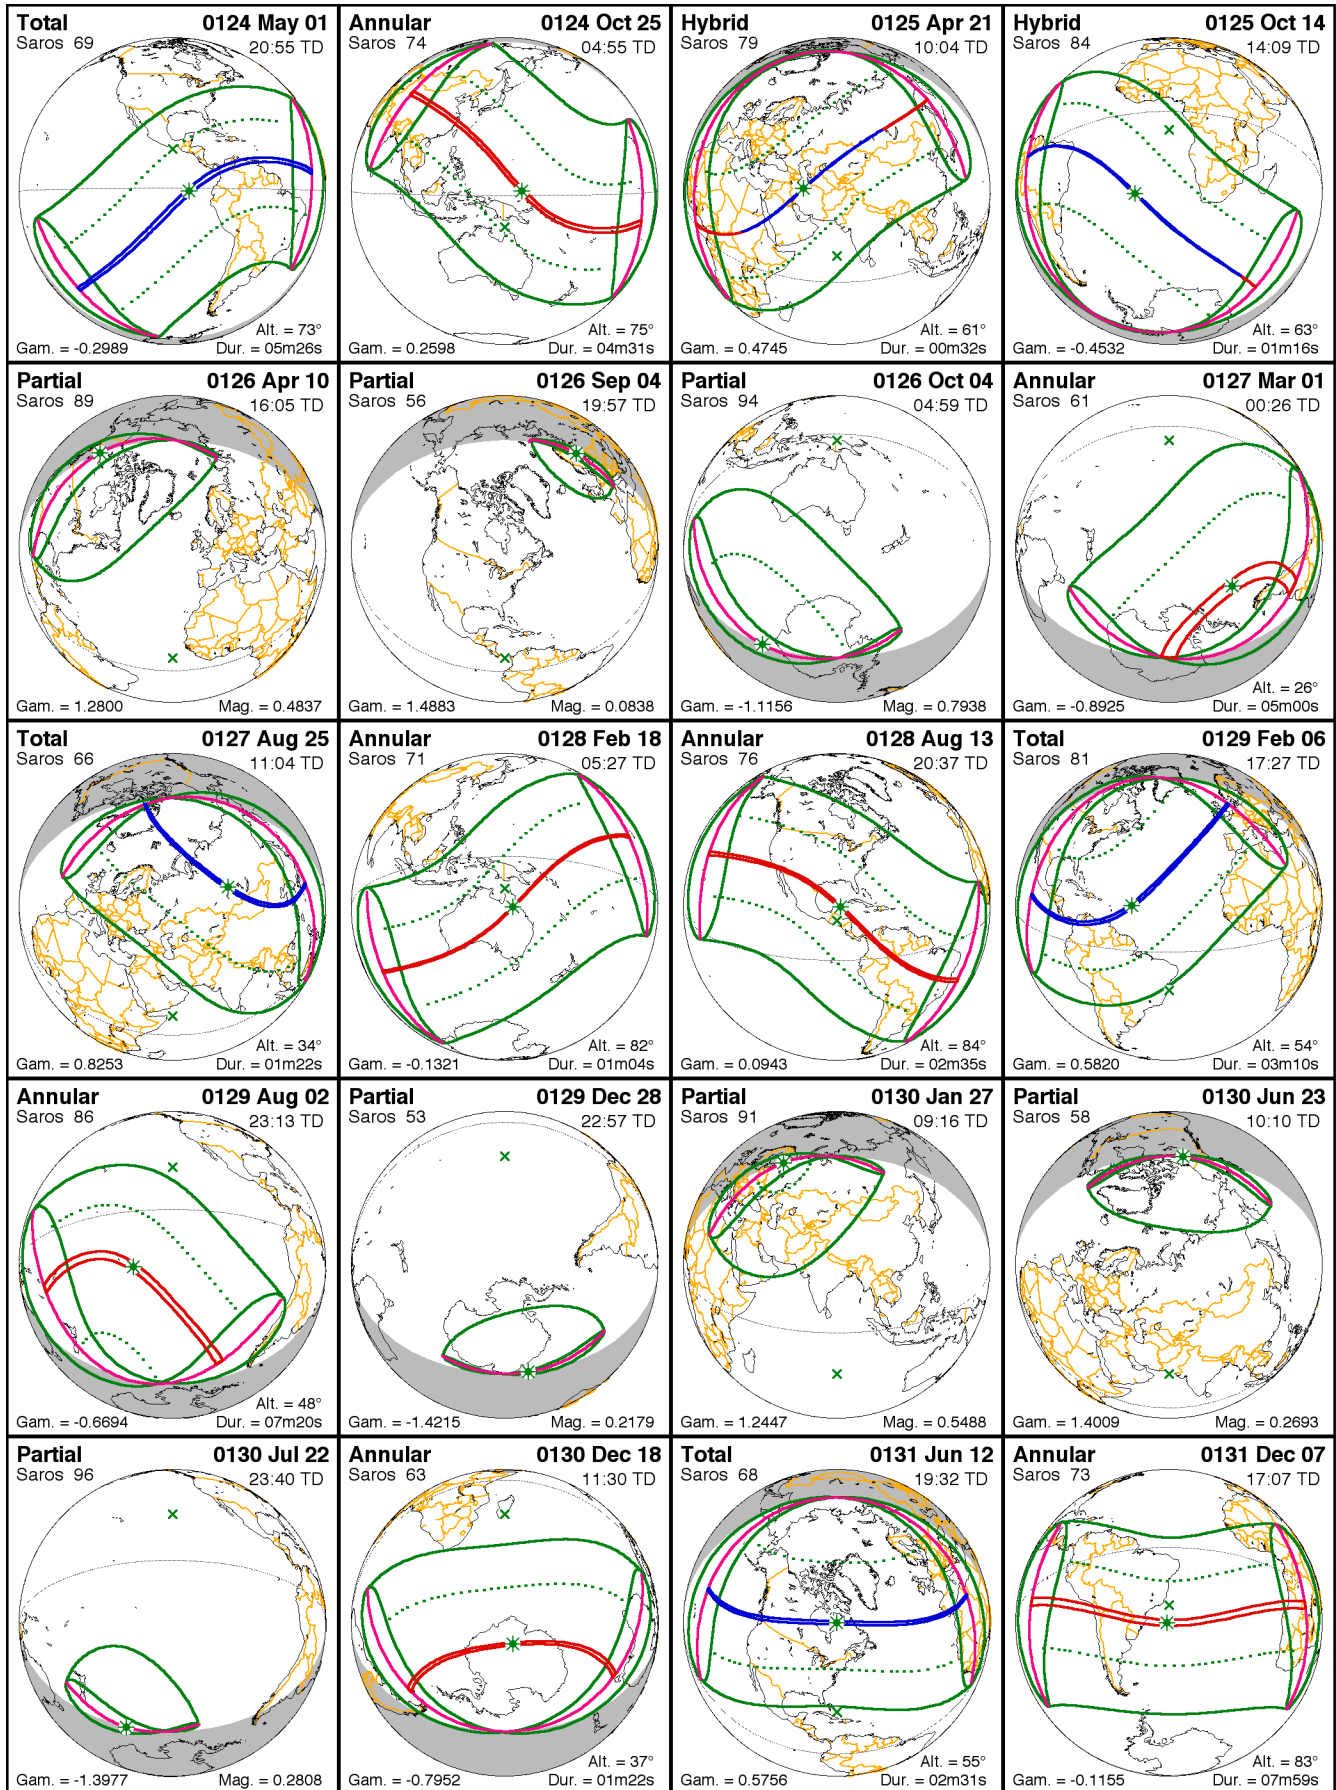 Total 0124 May 01
Saros 69 20:55 TD
Alt. = 73°
Gam. = -0.2989 Dur. = 05m26s
Annular 0124 Oct 25
Saros 74 04:55 TD
Alt. = 75°
Gam. = 0.2598 Dur. = 04m31s
Hybrid 0125 Apr 21
Saros 79 10:04 TD
Alt. = 61°
Gam. = 0.4745 Dur. = 00m32s
Hybrid 0125 Oct 14
Saros 84 14:09 TD
Alt. = 63°
Gam. = -0.4532 Dur. = 01m16s
Partial 0126 Apr 10
Saros 89 16:05 TD
Gam. = 1.2800 Mag. = 0.4837
Partial 0126 Sep 04
Saros 56 19:57 TD
Gam. = 1.4883 Mag. = 0.0838
Partial 0126 Oct 04
Saros 94 04:59 TD
Gam. = -1.1156 Mag. = 0.7938
Annular 0127 Mar 01
Saros 61 00:26 TD
Alt. = 26°
Gam. = -0.8925 Dur. = 05m00s
Total 0127 Aug 25
Saros 66 11:04 TD
Alt. = 34°
Gam. = 0.8253 Dur. = 01m22s
Annular 0128 Feb 18
Saros 71 05:27 TD
Alt. = 82°
Gam. = -0.1321 Dur. = 01m04s
Annular 0128 Aug 13
Saros 76 20:37 TD
Alt. = 84°
Gam. = 0.0943 Dur. = 02m35s
Total 0129 Feb 06
Saros 81 17:27 TD
Alt. = 54°
Gam. = 0.5820 Dur. = 03m10s
Annular 0129 Aug 02
Saros 86 23:13 TD
Alt. = 48°
Gam. = -0.6694 Dur. = 07m20s
Partial 0129 Dec 28
Saros 53 22:57 TD
Gam. = -1.4215 Mag. = 0.2179
Partial 0130 Jan 27
Saros 91 09:16 TD
Gam. = 1.2447 Mag. = 0.5488
Partial 0130 Jun 23
Saros 58 10:10 TD
Gam. = 1.4009 Mag. = 0.2693
Partial 0130 Jul 22
Saros 96 23:40 TD
Gam. = -1.3977 Mag. = 0.2808
Annular 0130 Dec 18
Saros 63 11:30 TD
Alt. = 37°
Gam. = -0.7952 Dur. = 01m22s
Total 0131 Jun 12
Saros 68 19:32 TD
Alt. = 55°
Gam. = 0.5756 Dur. = 02m31s
Annular 0131 Dec 07
Saros 73 17:07 TD
Alt. = 83°
Gam. = -0.1155 Dur. = 07m59s